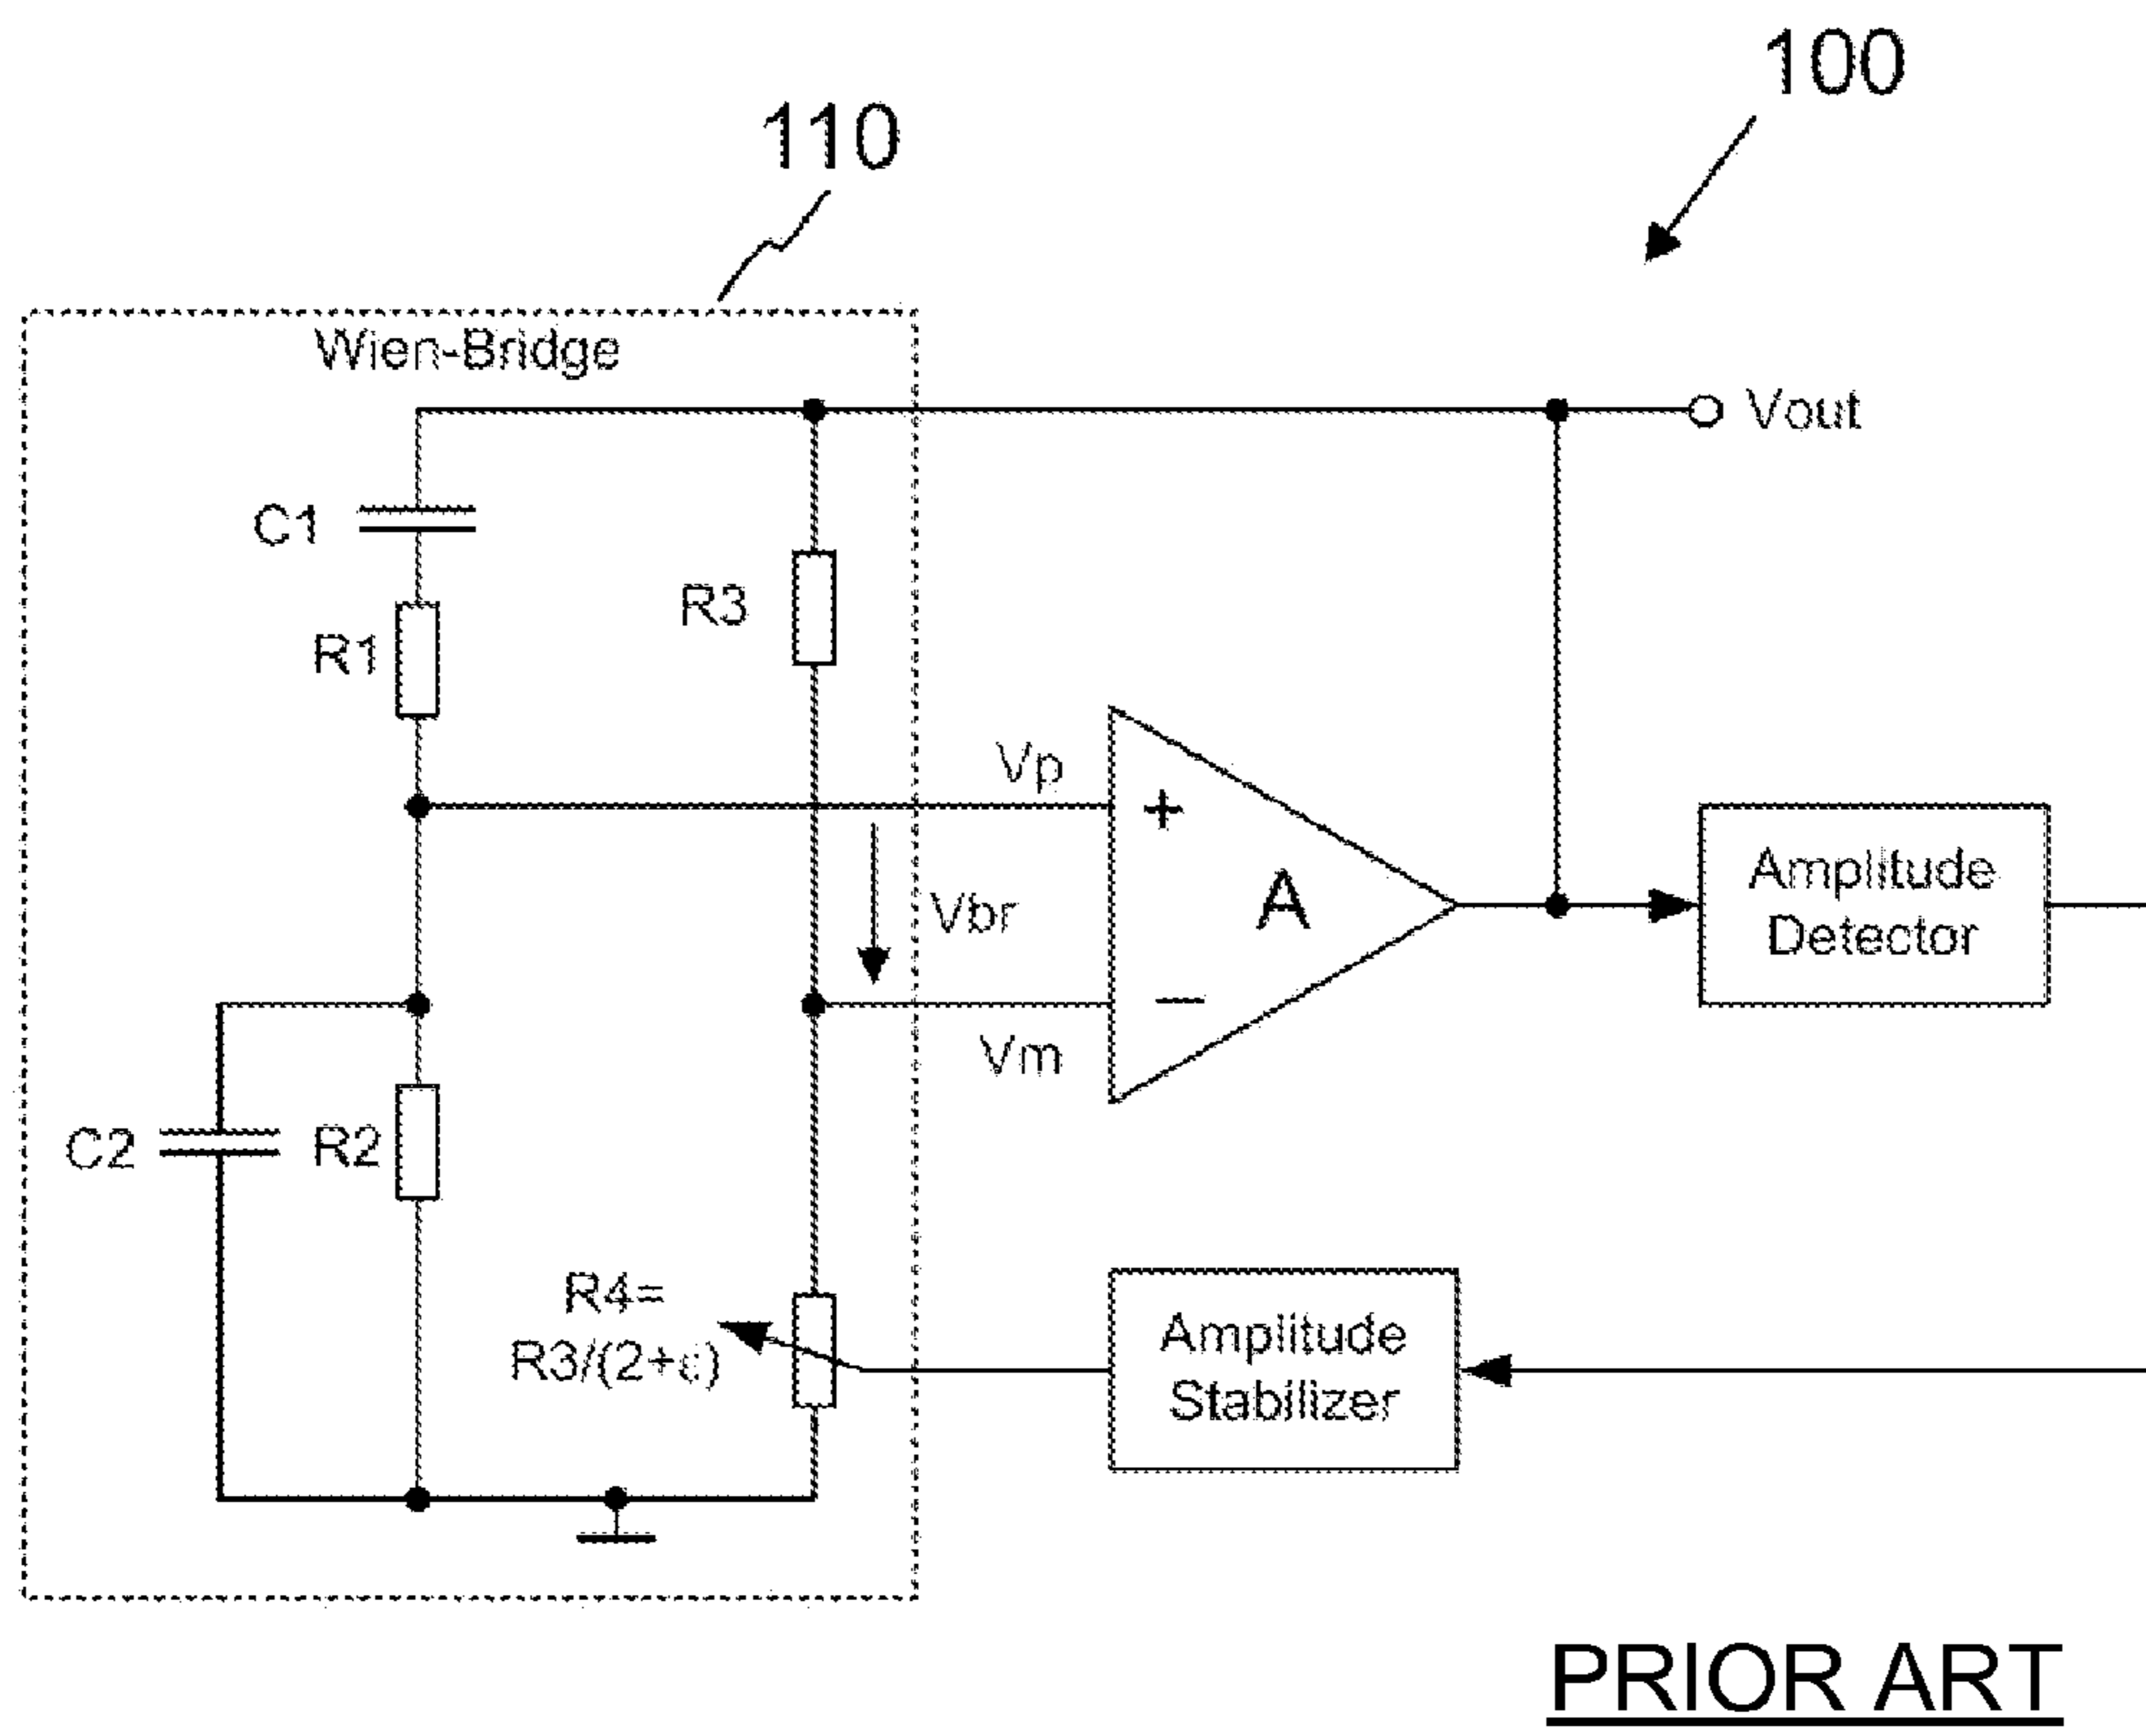 100
110
Wien-Bridge
Vout
C1
R3
R1
Vp
+
A
Vbr
Amplitude
Detector
−
Vm
C2
R2
R4=
R3/(2+ε)
Amplitude
Stabilizer
PRIOR ART